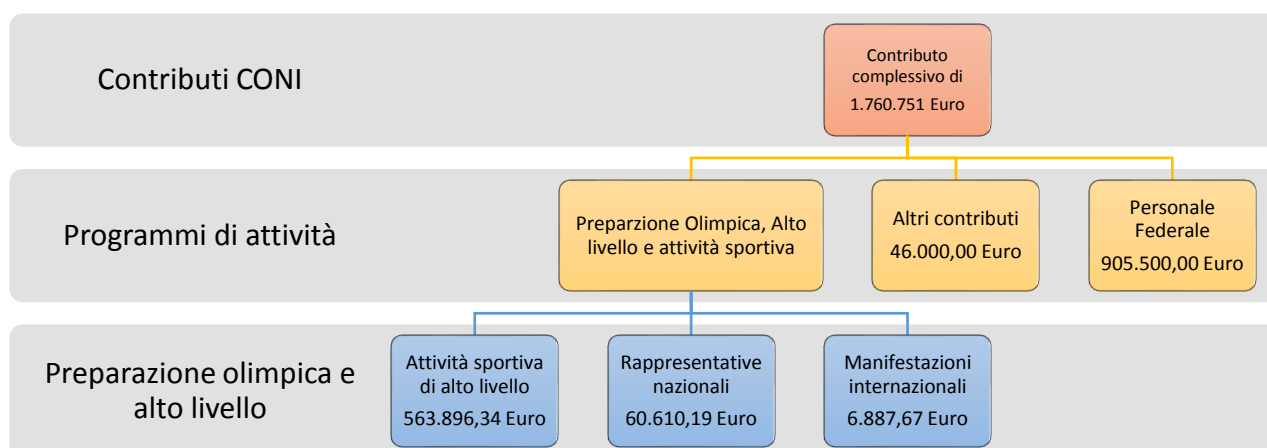 Contributi CONI
Contributo
complessivo di
1.760.751 Euro
Programmi di attività
Preparzione Olimpica, Alto
livello e attività sportiva
Altri contributi
46.000,00 Euro
Personale
Federale
905.500,00 Euro
Preparazione olimpica e
alto livello
Attività sportiva
di alto livello
563.896,34 Euro
Rappresentative
nazionali
60.610,19 Euro
Manifestazioni
internazionali
6.887,67 Euro